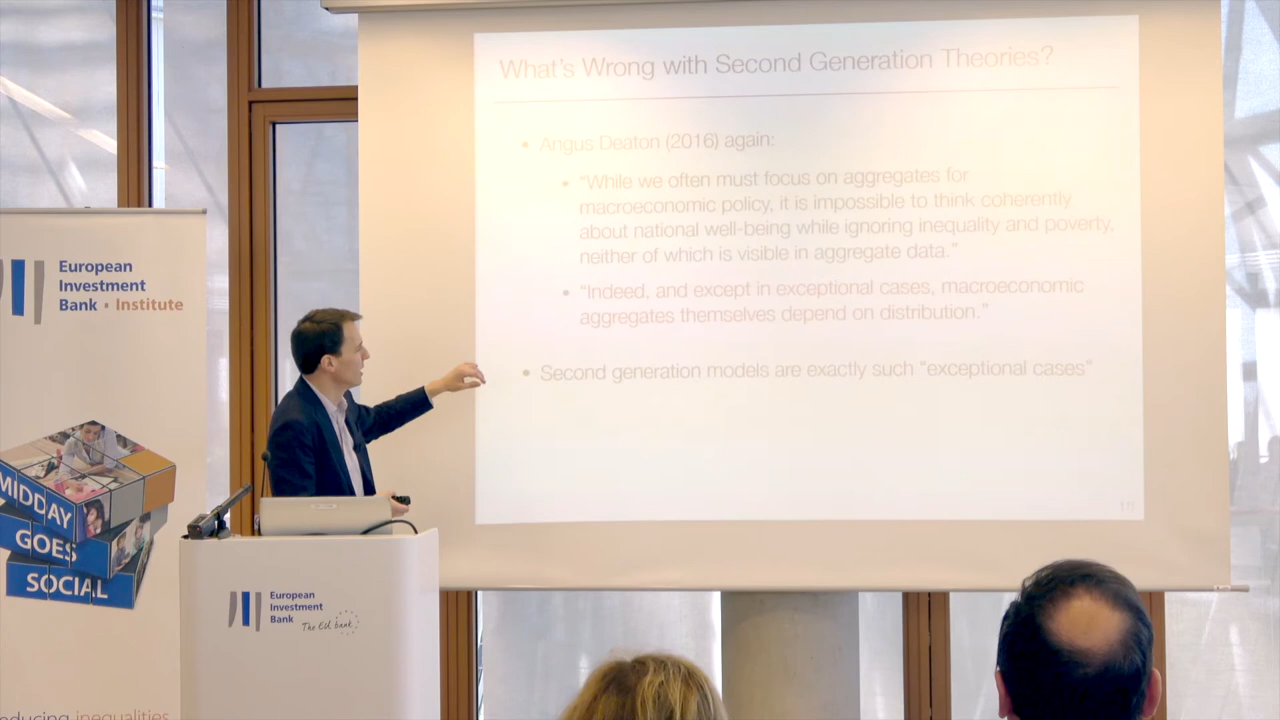 What's Wrong with Second Generation Theories?
• Angus Deaton (2016) again:
• “While we often must focus on aggregates for
macroeconomic policy, it is impossible to think coherently
about national well-being while ignoring inequality and poverty,
neither of which is visible in aggregate data.”
• “Indeed, and except in exceptional cases, macroeconomic
aggregates themselves depend on distribution.”
• Second generation models are exactly such “exceptional cases”
European
Investment
Bank • Institute
MIDDAY
GOES
SOCIAL
European
Investment
Bank
The EU bank
inequalities